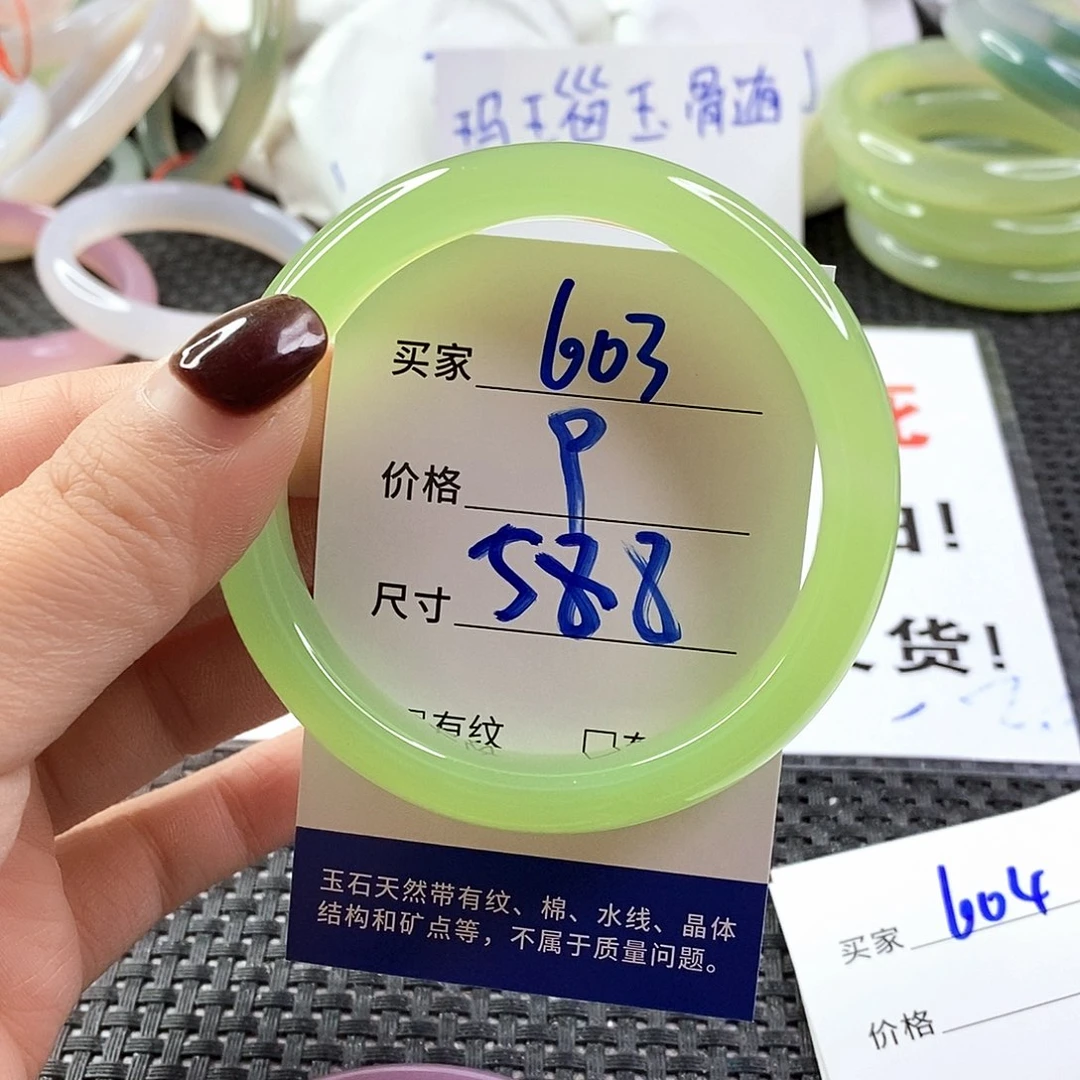 玛瑙玉骨随
买家 603
价格 P
尺寸 588
有纹
玉石天然带有纹、棉、水线、晶体
结构和矿点等，不属于质量问题。
货！
买家 604
价格